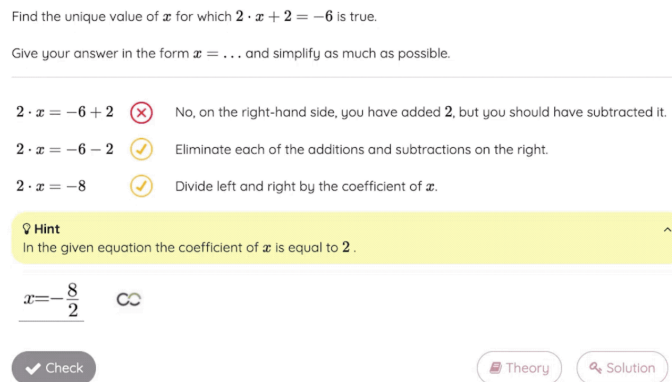 Find the unique value of x for which 2 · x + 2 = −6 is true.
Give your answer in the form x = . . . and simplify as much as possible.
2 · x = −6 + 2 No, on the right-hand side, you have added 2, but you should have subtracted it.
2 · x = −6 − 2 Eliminate each of the additions and subtractions on the right.
2 · x = −8 Divide left and right by the coefficient of x.
Hint
In the given equation the coefficient of x is equal to 2 .
x=−8/2
Check Theory Solution